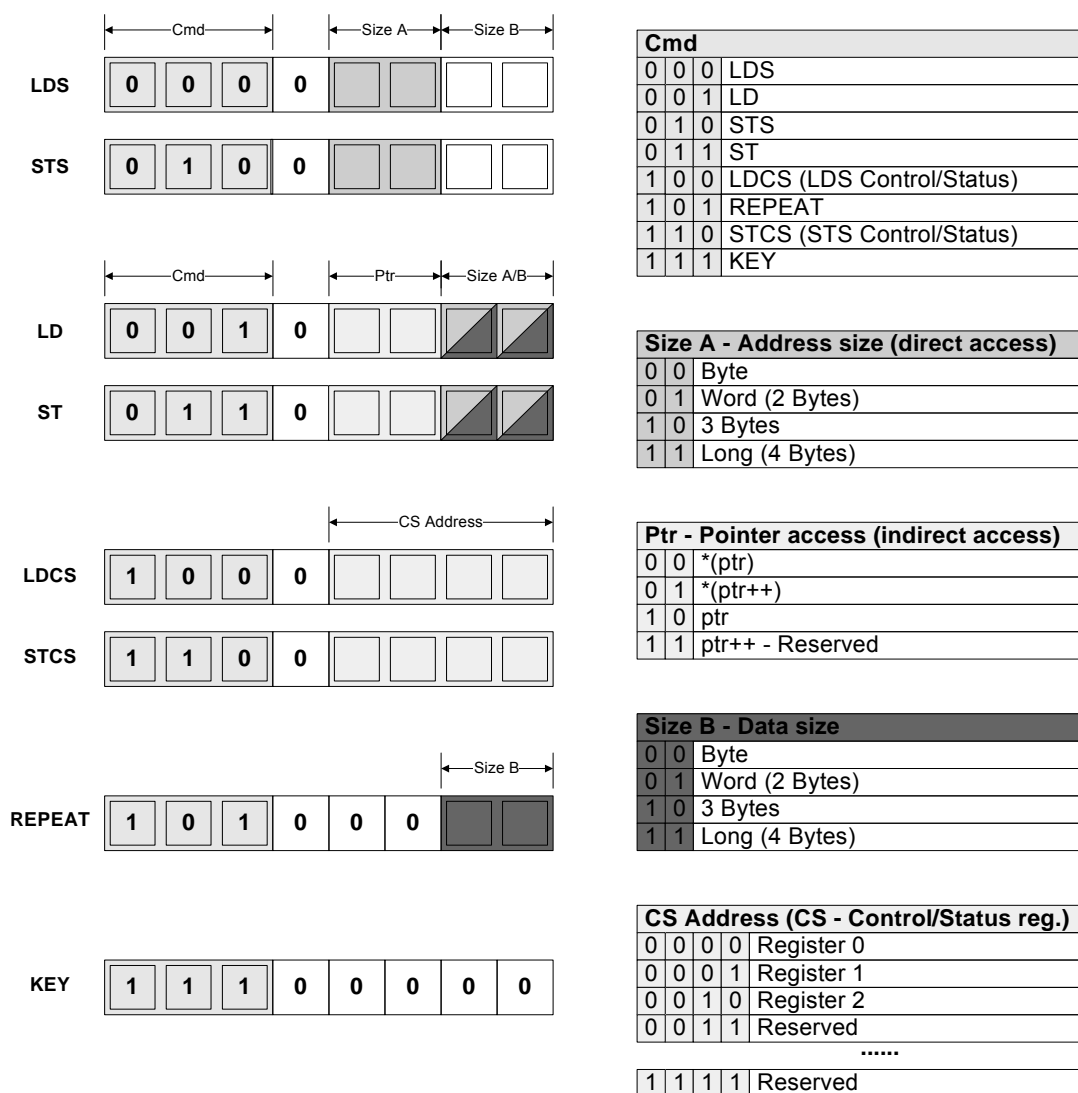 Cmd Size A Size B
LDS 0 0 0 0
STS 0 1 0 0
Cmd Ptr Size A/B
LD 0 0 1 0
ST 0 1 1 0
CS Address
LDCS 1 0 0 0
STCS 1 1 0 0
Size B
REPEAT 1 0 1 0 0 0
KEY 1 1 1 0 0 0 0 0
Cmd
0 0 0 LDS
0 0 1 LD
0 1 0 STS
0 1 1 ST
1 0 0 LDCS (LDS Control/Status)
1 0 1 REPEAT
1 1 0 STCS (STS Control/Status)
1 1 1 KEY
Size A - Address size (direct access)
0 0 Byte
0 1 Word (2 Bytes)
1 0 3 Bytes
1 1 Long (4 Bytes)
Ptr - Pointer access (indirect access)
0 0 *(ptr)
0 1 *(ptr++)
1 0 ptr
1 1 ptr++ - Reserved
Size B - Data size
0 0 Byte
0 1 Word (2 Bytes)
1 0 3 Bytes
1 1 Long (4 Bytes)
CS Address (CS - Control/Status reg.)
0 0 0 0 Register 0
0 0 0 1 Register 1
0 0 1 0 Register 2
0 0 1 1 Reserved
......
1 1 1 1 Reserved